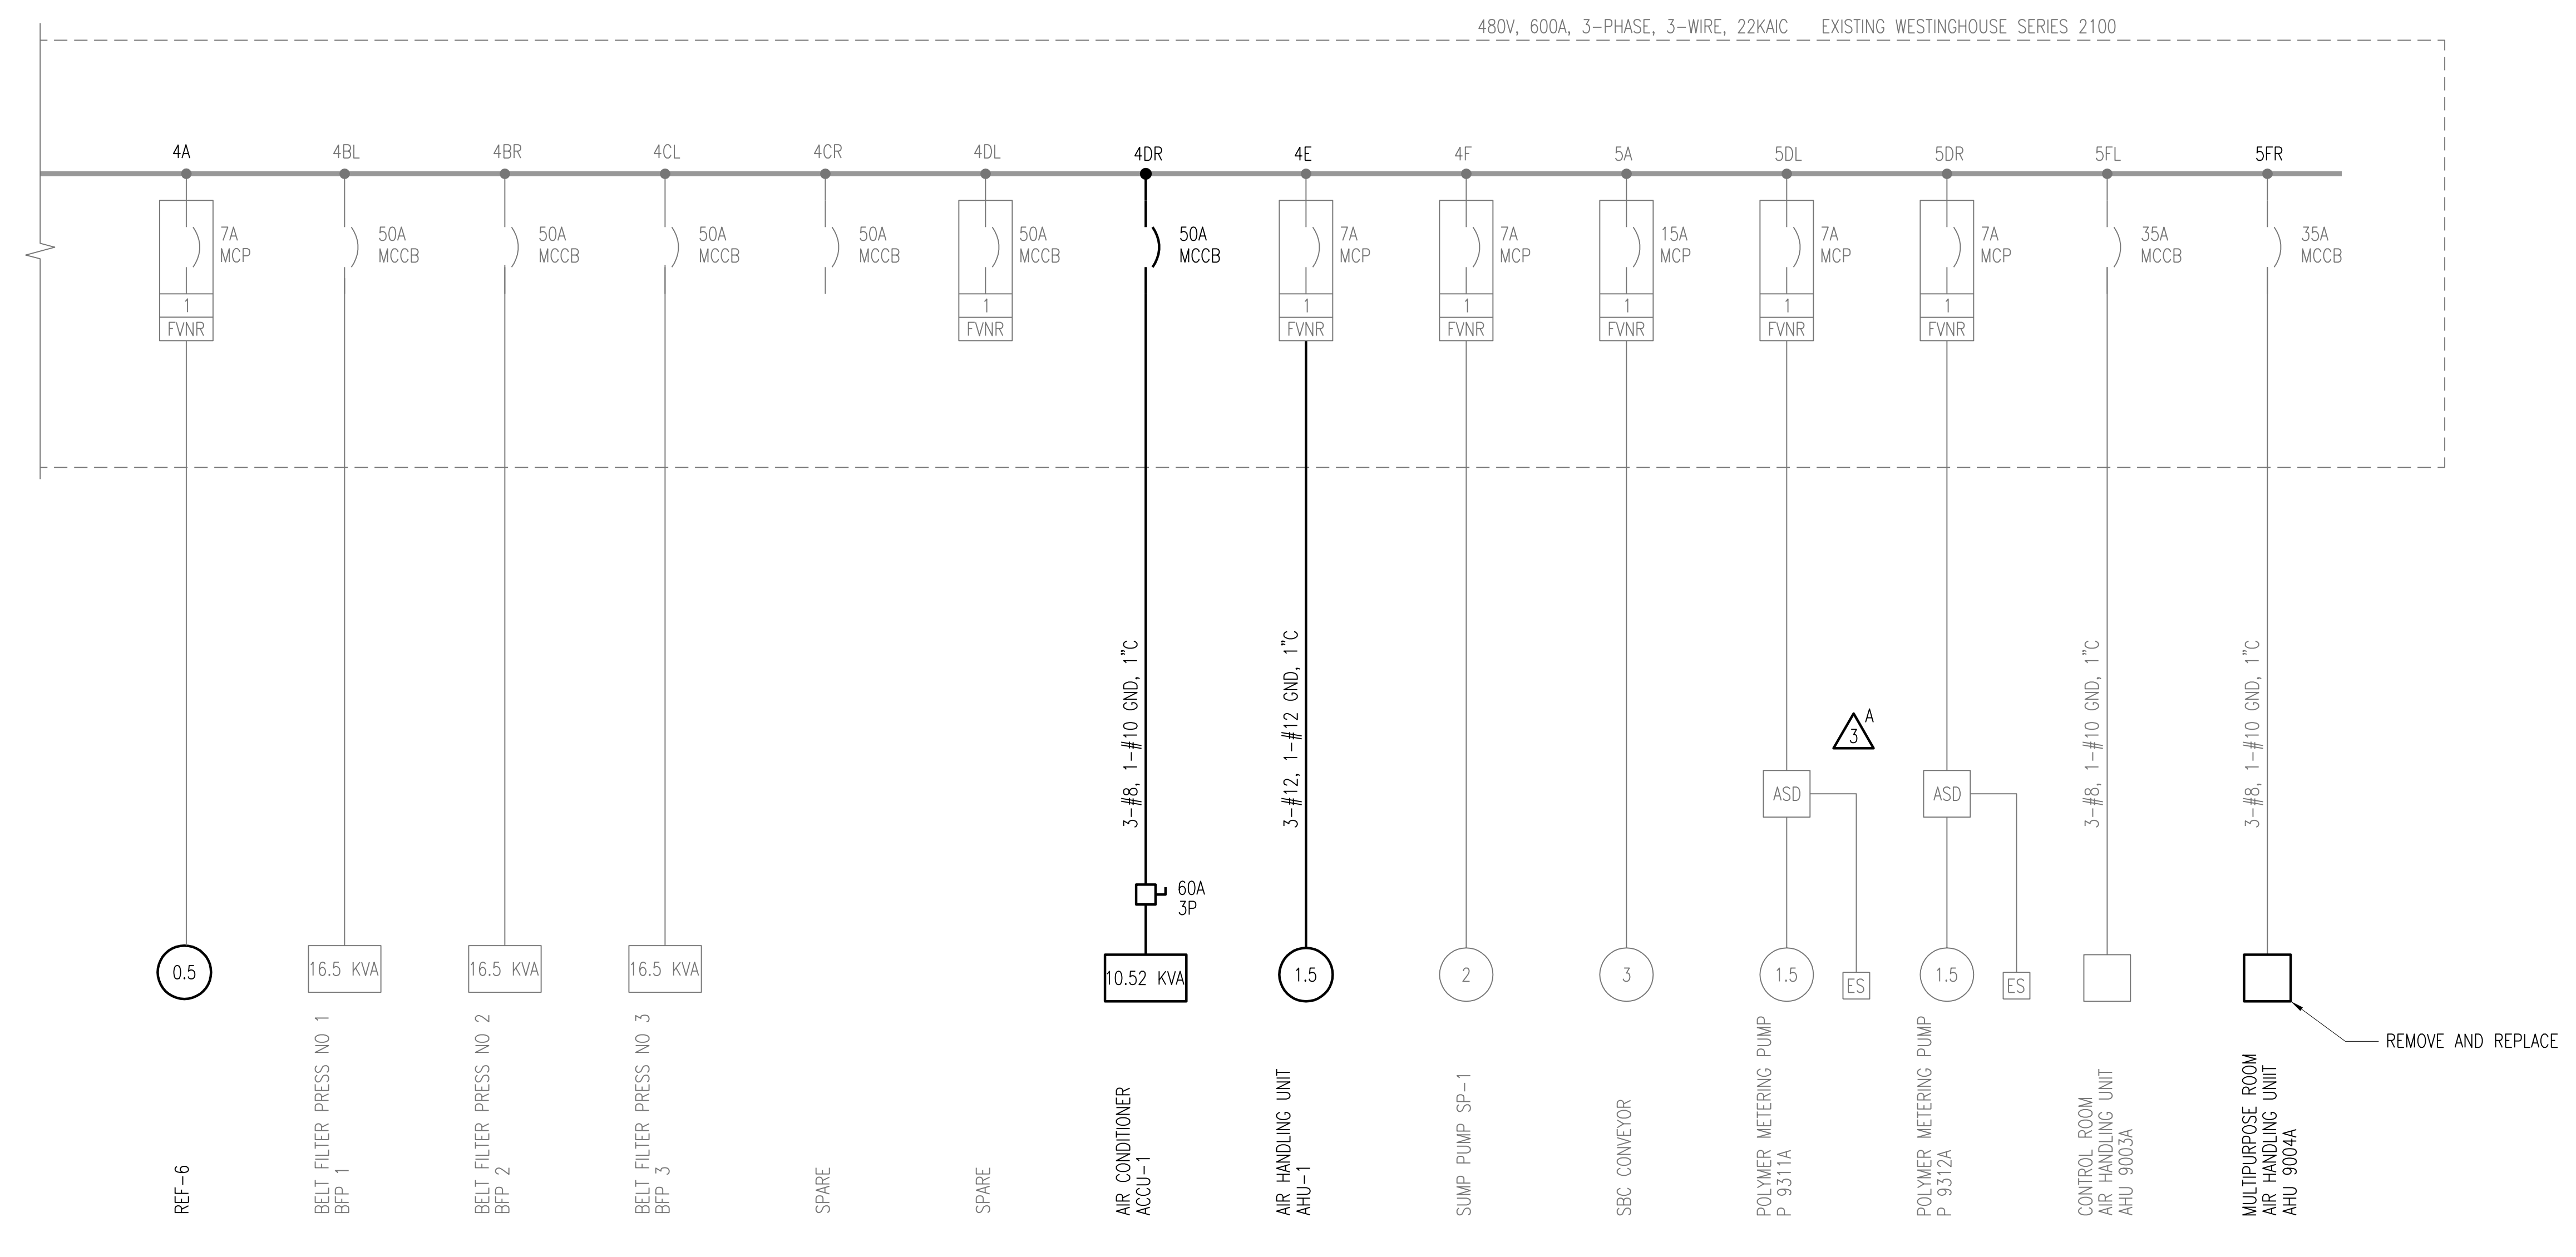 480V, 600A, 3-PHASE, 3-WIRE, 22KAIC EXISTING WESTINGHOUSE SERIES 2100
4A 4BL 4BR 4CL 4CR 4DL 4DR 4E 4F 5A 5DL 5DR 5FL 5FR
7A 50A 50A 50A 50A 50A 50A 7A 7A 15A 7A 7A 35A 35A
MCP MCCB MCCB MCCB MCCB MCCB MCCB MCP MCP MCP MCP MCP MCCB MCCB
1 1 1 1 1 1 1
FVNR FVNR FVNR FVNR FVNR FVNR FVNR
3-#8, 1-#10 GND, 1"C
3-#12, 1-#12 GND, 1"C
3-#8, 1-#10 GND, 1"C
3-#8, 1-#10 GND, 1"C
A
3
ASD ASD
60A
3P
0.5 16.5 KVA 16.5 KVA 16.5 KVA 10.52 KVA 1.5 2 3 1.5 ES 1.5 ES
REMOVE AND REPLACE
REF-6
BELT FILTER PRESS NO 1
BFP 1
BELT FILTER PRESS NO 2
BFP 2
BELT FILTER PRESS NO 3
BFP 3
SPARE
SPARE
AIR CONDITIONER
ACCU-1
AIR HANDLING UNIT
AHU-1
SUMP PUMP SP-1
SBC CONVEYOR
POLYMER METERING PUMP
P 9311A
POLYMER METERING PUMP
P 9312A
CONTROL ROOM
AIR HANDLING UNIIT
AHU 9003A
MULTIPURPOSE ROOM
AIR HANDLING UNIIT
AHU 9004A